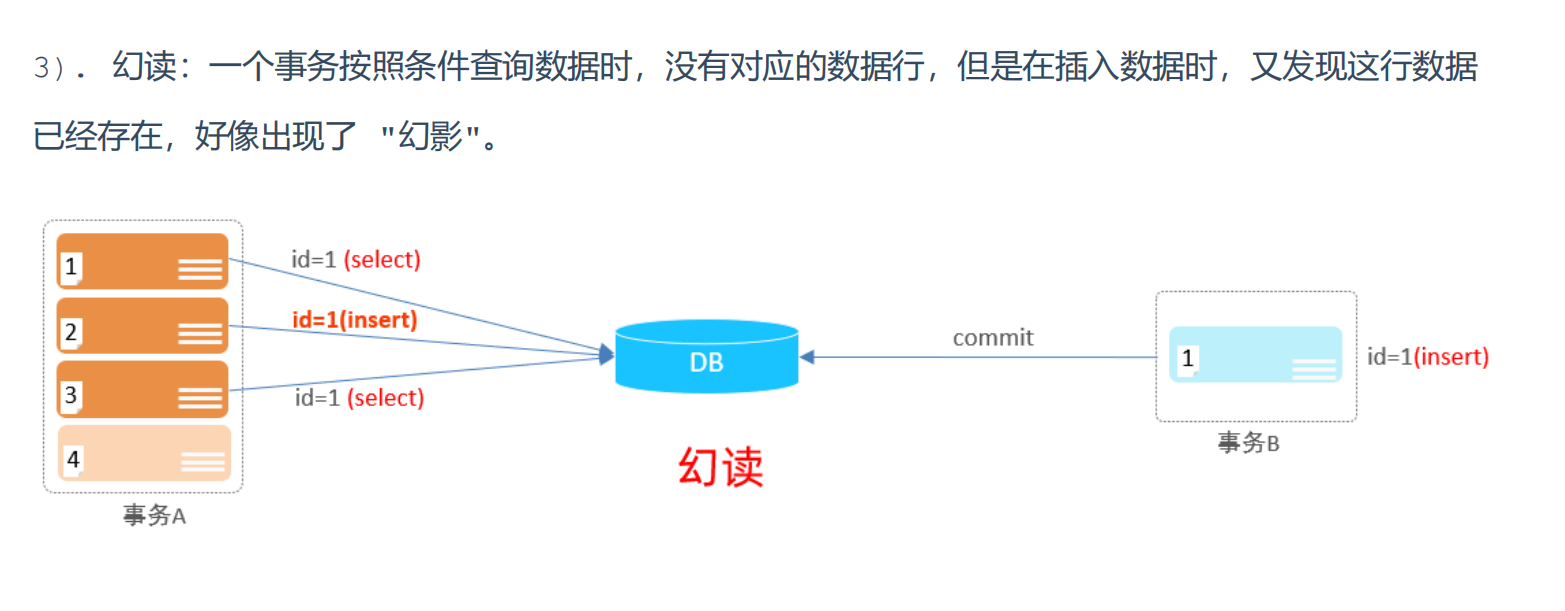 3）. 幻读：一个事务按照条件查询数据时，没有对应的数据行，但是在插入数据时，又发现这行数据
已经存在，好像出现了 "幻影"。
1
id=1 (select)
2
id=1(insert)
3
id=1 (select)
4
事务A
DB
幻读
commit
1
id=1(insert)
事务B